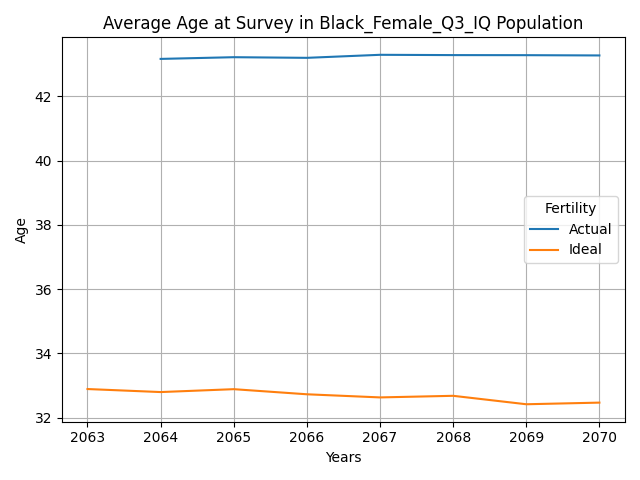 Average Age at Survey in Black_Female_Q3_IQ Population
Age
42
40
38
36
34
32
Fertility
Actual
Ideal
2063 2064 2065 2066 2067 2068 2069 2070
Years